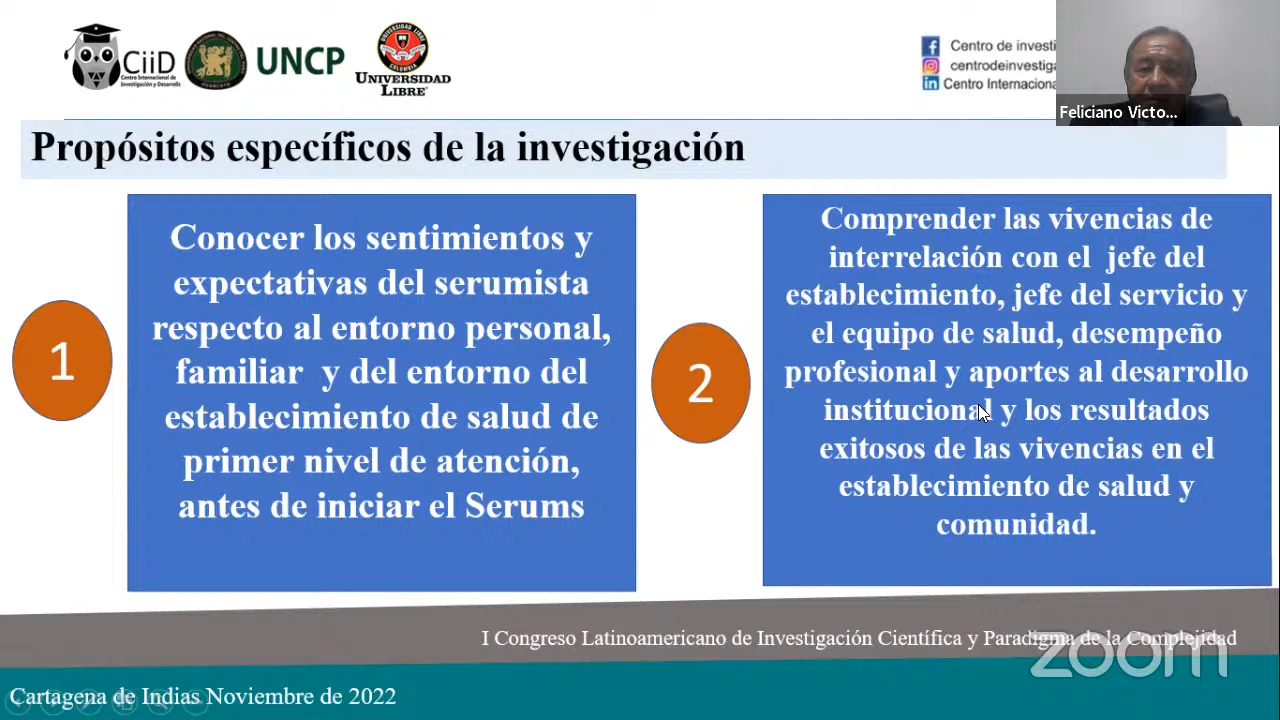 CiiD
Centro Internacional de
Investigación y Desarrollo
UNCP
UNIVERSIDAD LIBRE
COLOMBIA
UNIVERSIDAD
LIBRE
Centro de investi
centrodeinvestiga
Centro Internaciona
Feliciano Victo...
Propósitos específicos de la investigación
1
Conocer los sentimientos y
expectativas del serumista
respecto al entorno personal,
familiar y del entorno del
establecimiento de salud de
primer nivel de atención,
antes de iniciar el Serums
2
Comprender las vivencias de
interrelación con el jefe del
establecimiento, jefe del servicio y
el equipo de salud, desempeño
profesional y aportes al desarrollo
institucional y los resultados
exitosos de las vivencias en el
establecimiento de salud y
comunidad.
I Congreso Latinoamericano de Investigación Científica y Paradigma de la Complejidad
zoom
Cartagena de Indias Noviembre de 2022